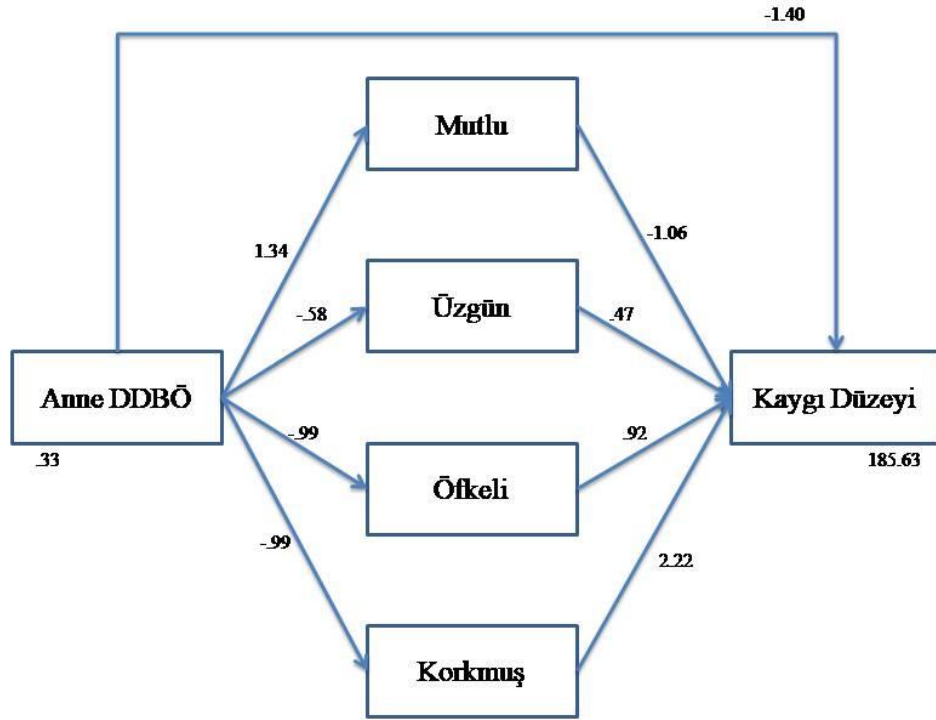 -1.40
Mutlu
1.34
-1.06
Üzgün
-.58
.47
Anne DDBÖ
Kaygı Düzeyi
.33
185.63
-.99
.92
Öfkeli
-.99
2.22
Korkmuş